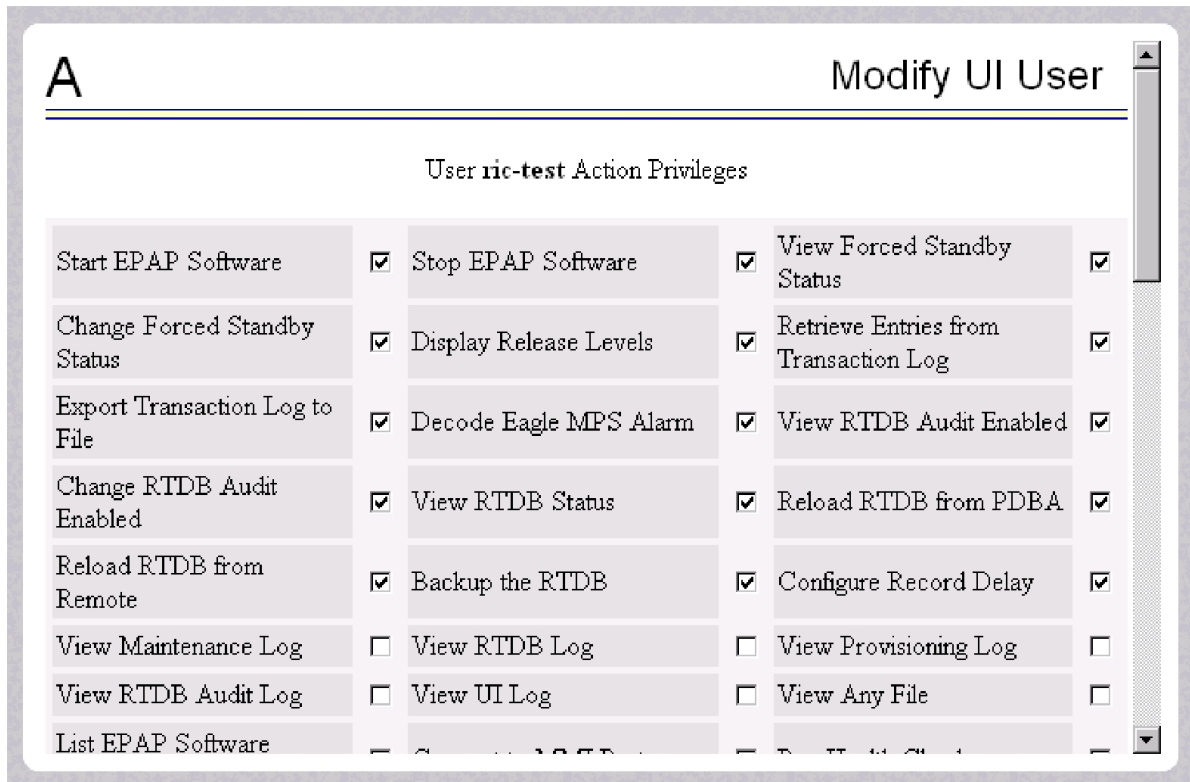 A
Modify UI User
User ric-test Action Privileges
Start EPAP Software
Stop EPAP Software
View Forced Standby
Status
Change Forced Standby
Status
Display Release Levels
Retrieve Entries from
Transaction Log
Export Transaction Log to
File
Decode Eagle MPS Alarm
View RTDB Audit Enabled
Change RTDB Audit
Enabled
View RTDB Status
Reload RTDB from PDBA
Reload RTDB from
Remote
Backup the RTDB
Configure Record Delay
View Maintenance Log
View RTDB Log
View Provisioning Log
View RTDB Audit Log
View UI Log
View Any File
List EPAP Software